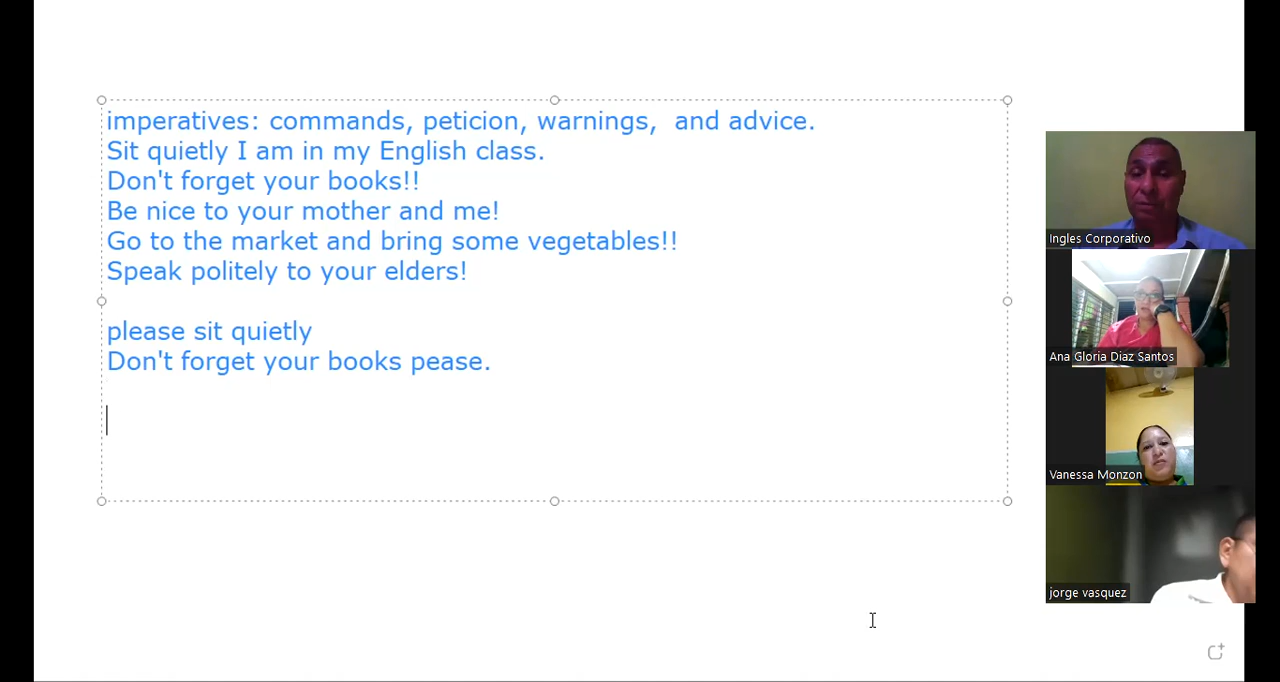 imperatives: commands, peticion, warnings,  and advice.
Sit quietly I am in my English class.
Don't forget your books!!
Be nice to your mother and me!
Go to the market and bring some vegetables!!
Speak politely to your elders!
please sit quietly
Don't forget your books pease.
Ingles Corporativo
Ana Gloria Diaz Santos
Vanessa Monzon
jorge vasquez